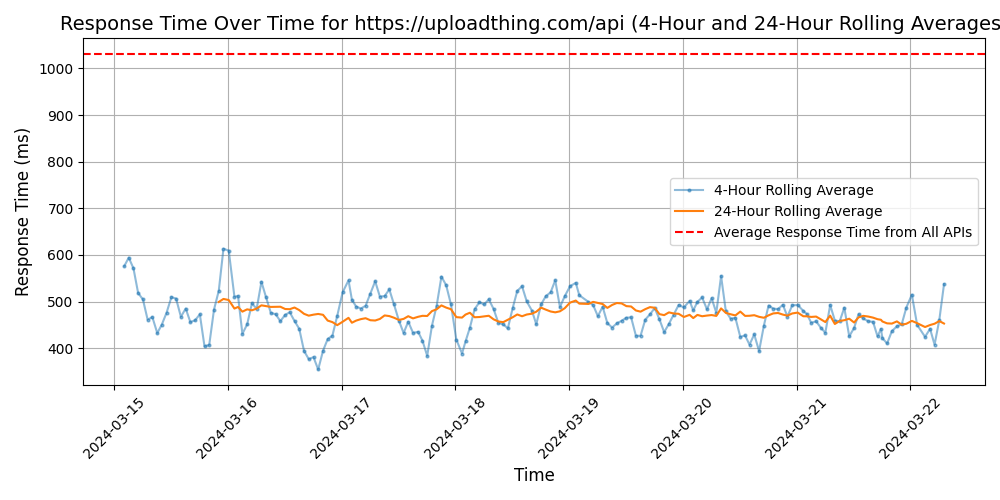 Response Time Over Time for https://uploadthing.com/api (4-Hour and 24-Hour Rolling Averages
1000
900
800
700
600
500
400
Response Time (ms)
4-Hour Rolling Average
24-Hour Rolling Average
Average Response Time from All APIs
2024-03-15
2024-03-16
2024-03-17
2024-03-18
2024-03-19
2024-03-20
2024-03-21
2024-03-22
Time